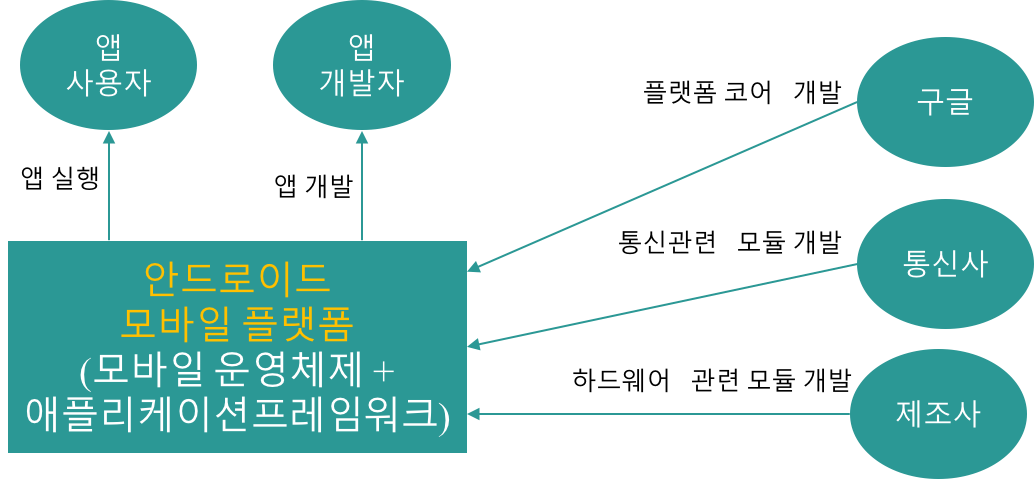 앱
사용자
앱
개발자
플랫폼 코어 개발
구글
앱 실행
앱 개발
통신관련 모듈 개발
통신사
안드로이드
모바일 플랫폼
(모바일 운영체제 +
애플리케이션프레임워크)
하드웨어 관련 모듈 개발
제조사